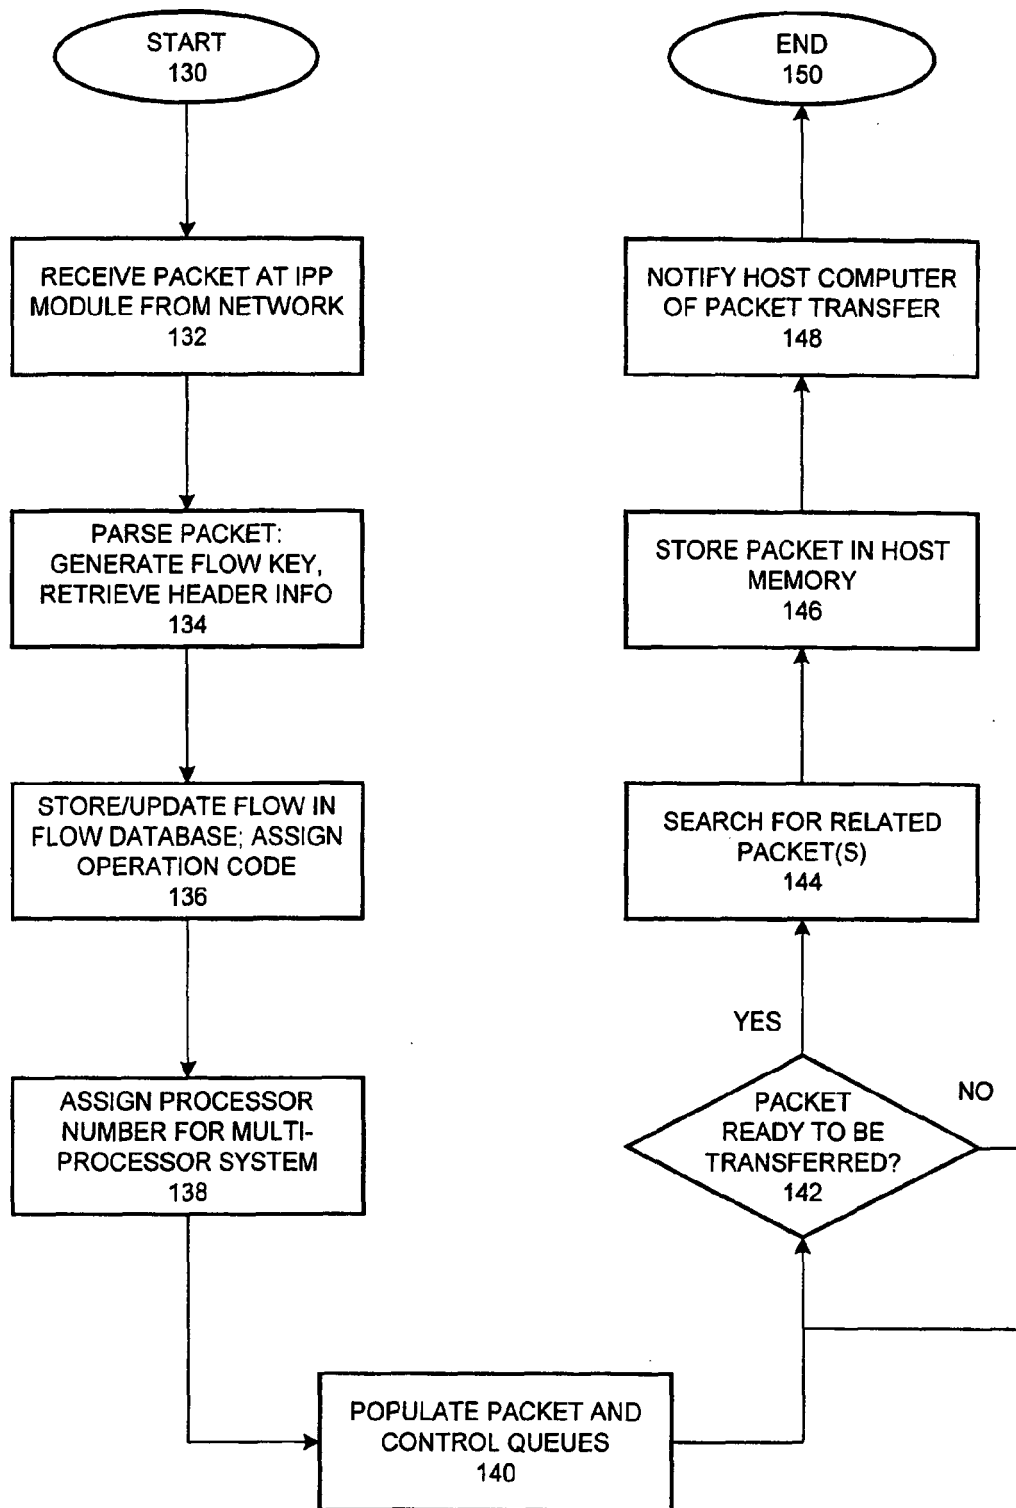 START
130
RECEIVE PACKET AT IPP
MODULE FROM NETWORK
132
PARSE PACKET:
GENERATE FLOW KEY,
RETRIEVE HEADER INFO
134
STORE/UPDATE FLOW IN
FLOW DATABASE; ASSIGN
OPERATION CODE
136
ASSIGN PROCESSOR
NUMBER FOR MULTI-
PROCESSOR SYSTEM
138
POPULATE PACKET AND
CONTROL QUEUES
140
PACKET
READY TO BE
TRANSFERRED?
142
NO
YES
SEARCH FOR RELATED
PACKET(S)
144
STORE PACKET IN HOST
MEMORY
146
NOTIFY HOST COMPUTER
OF PACKET TRANSFER
148
END
150